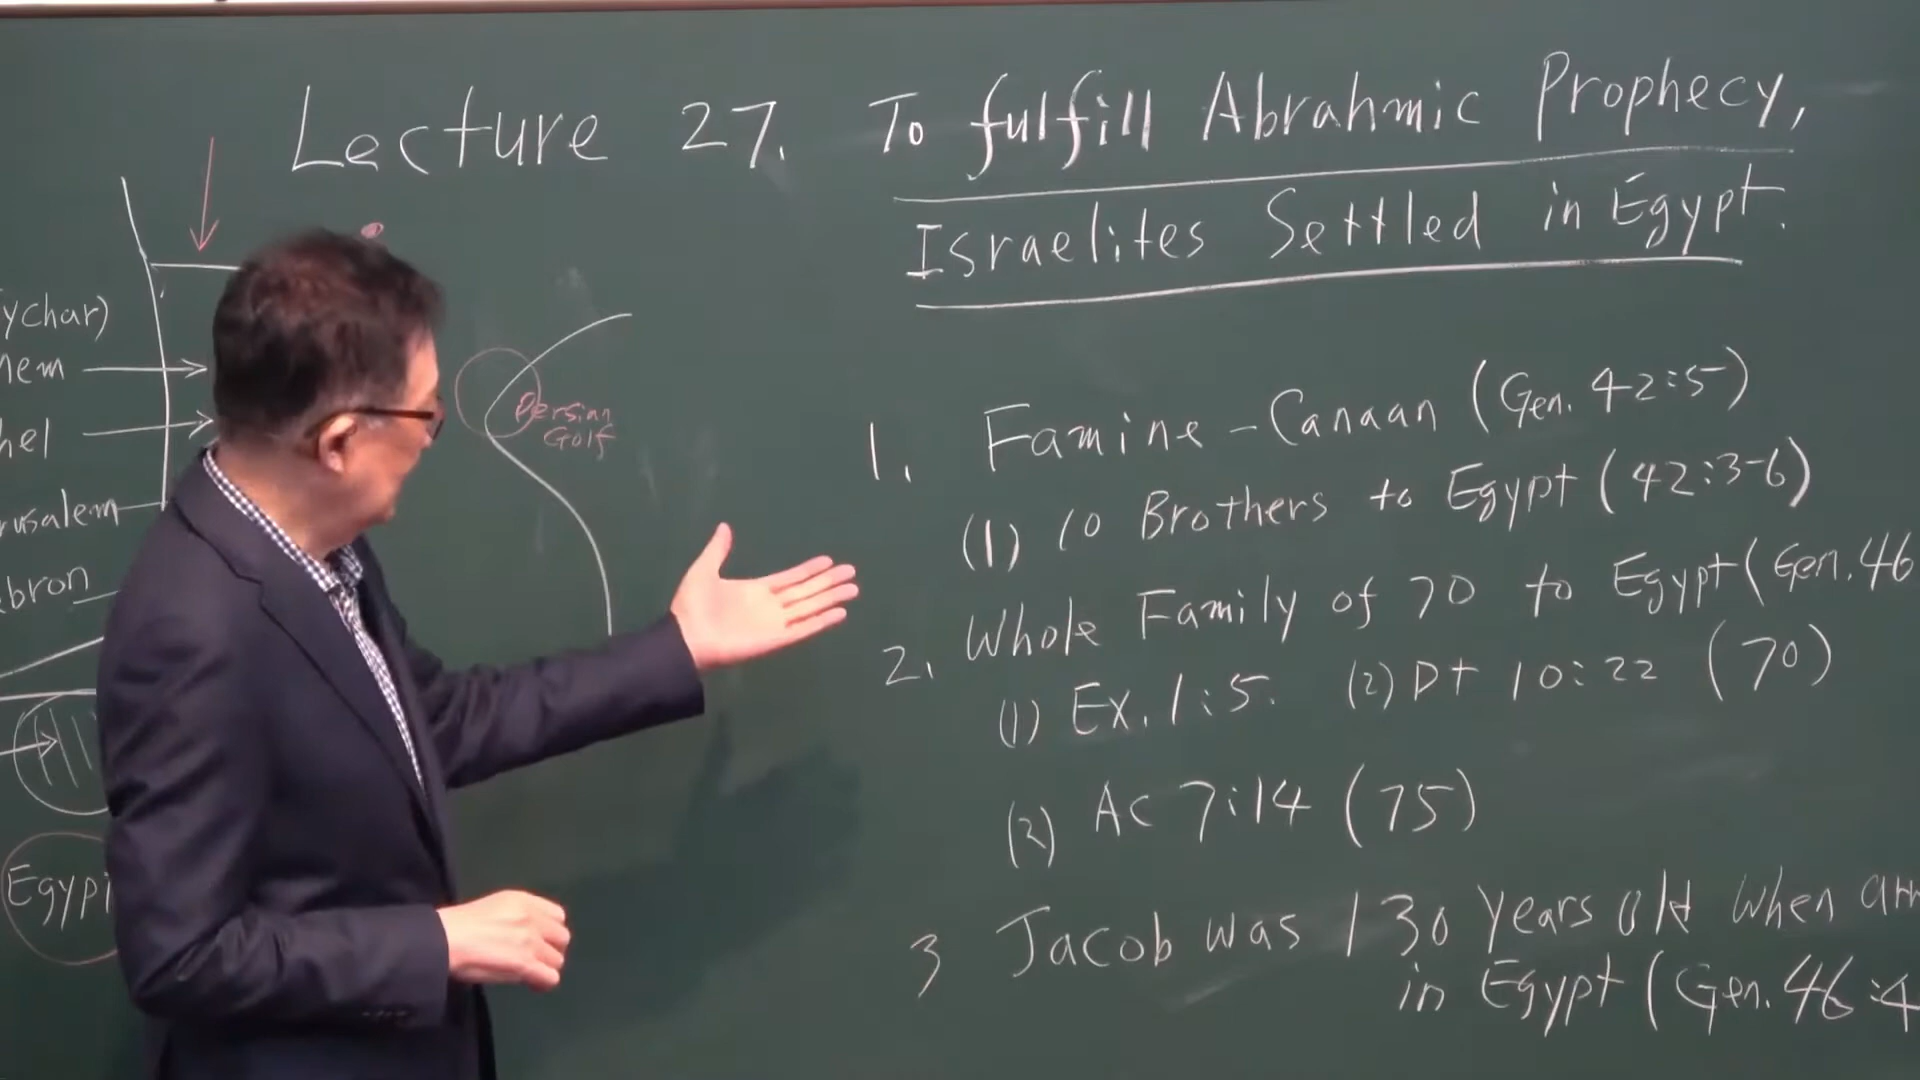 Lecture 27. To fulfill Abrahmic Prophecy,
Israelites Settled in Egypt.
1. Famine - Canaan (Gen. 42:5)
(1) 10 Brothers to Egypt (42:3-6)
2. Whole Family of 70 to Egypt (Gen. 46
(1) Ex. 1:5. (2) Dt 10:22 (70)
(2) Ac 7:14 (75)
3 Jacob was 130 years old when arr
in Egypt (Gen. 46:4
ychar)
hem
hel
rusalem
ebron
Egypt
Persian
Golf